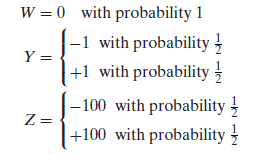 W = 0 with probability 1
Y = { −1 with probability 1/2
+1 with probability 1/2
Z = { −100 with probability 1/2
+100 with probability 1/2